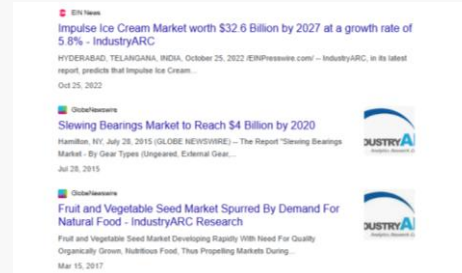 EIN News
Impulse Ice Cream Market worth $32.6 Billion by 2027 at a growth rate of
5.8% - IndustryARC
HYDERABAD, TELANGANA, INDIA, October 25, 2022 /EINPresswire.com/ -- IndustryARC, in its latest
report, predicts that Impulse Ice Cream...
Oct 25, 2022
GlobeNewswire
Slewing Bearings Market to Reach $4 Billion by 2020
Hamilton, NY, July 28, 2015 (GLOBE NEWSWIRE) -- The Report "Slewing Bearings
Market - By Gear Types (Ungeared, External Gear,...
Jul 28, 2015
DUSTRYA
GlobeNewswire
Fruit and Vegetable Seed Market Spurred By Demand For
Natural Food - IndustryARC Research
Fruit and Vegetable Seed Market Developing Rapidly With Need For Quality
Organically Grown, Nutritious Food, Thus Propelling Markets During...
Mar 15, 2017
DUSTRYA